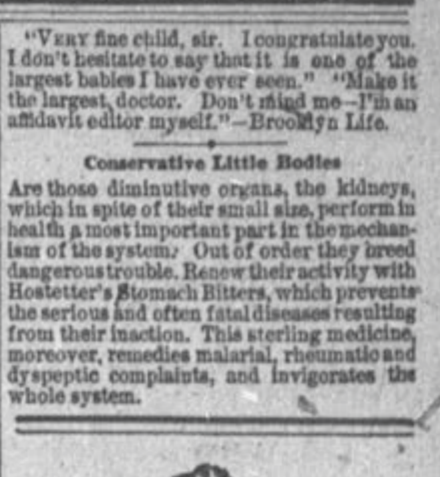 "VERY fine child, sir. I congratulate you.
I don't hesitate to say that it is one of the
largest babies I have ever seen." "Make it
the largest, doctor. Don't mind me—I'm an
affidavit editor myself."—Brooklyn Life.
Conservative Little Bodies
Are those diminutive organs, the kidneys,
which in spite of their small size, perform in
health a most important part in the mechan-
ism of the system. Out of order they breed
dangerous trouble. Renew their activity with
Hostetter's Stomach Bitters, which prevents
the serious and often fatal diseases resulting
from their inaction. This sterling medicine,
moreover, remedies malarial, rheumatic and
dyspeptic complaints, and invigorates the
whole system.